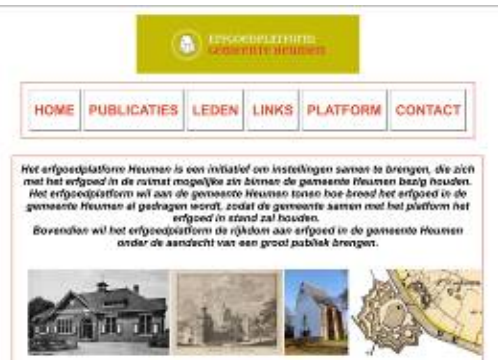 ERFGOEDPLATFORM
GEMEENTE HEUMEN
HOME PUBLICATIES LEDEN LINKS PLATFORM CONTACT
Het erfgoedplatform Heumen is een initiatief om instellingen samen te brengen, die zich
met het erfgoed in de ruimst mogelijke zin binnen de gemeente Heumen bezig houden.
Het erfgoedplatform wil aan de gemeente Heumen tonen hoe breed het erfgoed in de
gemeente Heumen al gedragen wordt, zodat de gemeente samen met het platform het
erfgoed in stand zal houden.
Bovendien wil het erfgoedplatform de rijkdom aan erfgoed in de gemeente Heumen
onder de aandacht van een groot publiek brengen.